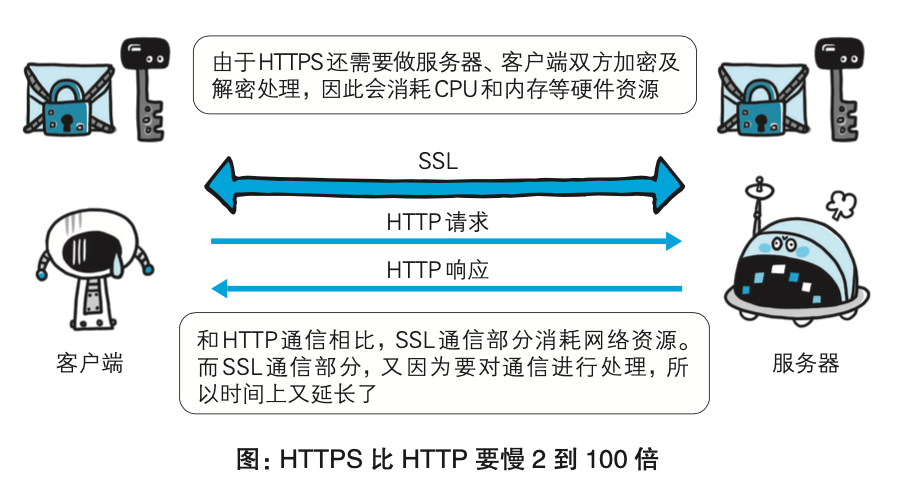 由于HTTPS还需要做服务器、客户端双方加密及
解密处理，因此会消耗CPU和内存等硬件资源
SSL
HTTP请求
HTTP响应
客户端
服务器
和HTTP通信相比，SSL通信部分消耗网络资源。
而SSL通信部分，又因为要对通信进行处理，所
以时间上又延长了
图：HTTPS 比 HTTP 要慢 2 到 100 倍